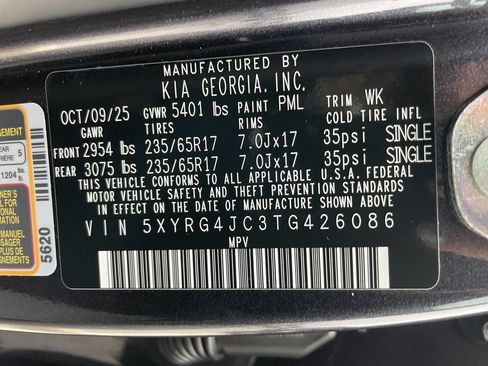 MANUFACTURED BY
KIA GEORGIA, INC.
OCT/09/25 GVWR 5401 lbs PAINT PML TRIM WK
GAWR TIRES RIMS COLD TIRE INFL
FRONT 2954 lbs 235/65R17 7.0Jx17 35psi SINGLE
REAR 3075 lbs 235/65R17 7.0Jx17 35psi SINGLE
THIS VEHICLE CONFORMS TO ALL APPLICABLE U.S.A. FEDERAL
MOTOR VEHICLE SAFETY, BUMPER, AND THEFT PREVENTION STANDARDS
IN EFFECT ON THE DATE OF MANUFACTURE SHOWN ABOVE.
VIN 5XYRG4JC3TG426086
MPV
5
1204
5620